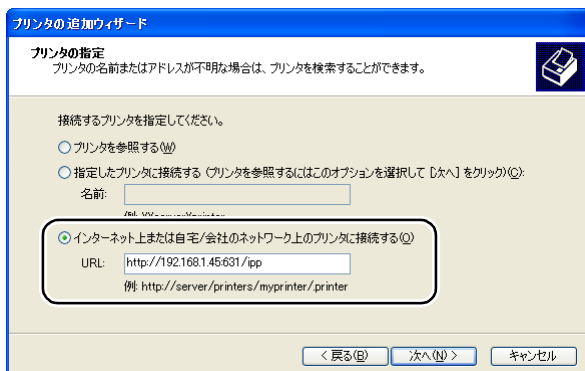 プリンタの追加ウィザード
プリンタの指定
プリンタの名前またはアドレスが不明な場合は、プリンタを検索することができます。
接続するプリンタを指定してください。
プリンタを参照する(W)
指定したプリンタに接続する (プリンタを参照するにはこのオプションを選択して [次へ] をクリック)(C):
名前:
インターネット上または自宅/会社のネットワーク上のプリンタに接続する(O)
URL: http://192.168.1.45:631/ipp
例: http://server/printers/myprinter/.printer
< 戻る(B) 次へ(N) > キャンセル